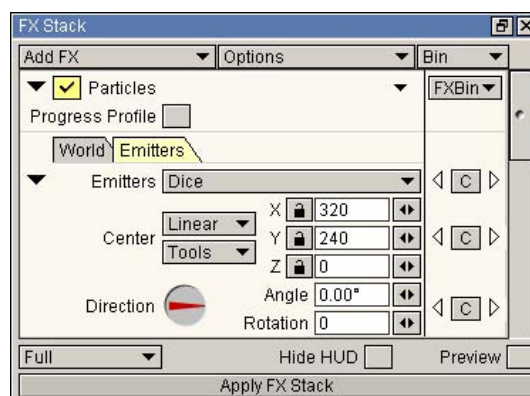 FX Stack
Add FX Options Bin
Particles FXBin
Progress Profile
World Emitters
Emitters Dice C
X 320
Center Linear Y 240 C
Tools
Z 0
Angle 0.00°
Direction C
Rotation 0
Full Hide HUD Preview
Apply FX Stack